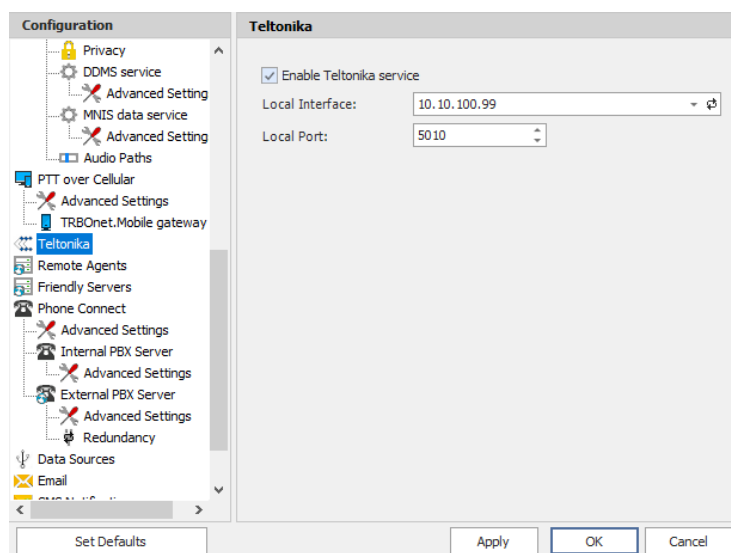 Configuration
Privacy
DDMS service
Advanced Setting
MNIS data service
Advanced Setting
Audio Paths
PTT over Cellular
Advanced Settings
TRBOnet.Mobile gateway
Teltonika
Remote Agents
Friendly Servers
Phone Connect
Advanced Settings
Internal PBX Server
Advanced Settings
External PBX Server
Advanced Settings
Redundancy
Data Sources
Email
Set Defaults
Teltonika
Enable Teltonika service
Local Interface: 10.10.100.99
Local Port: 5010
Apply OK Cancel